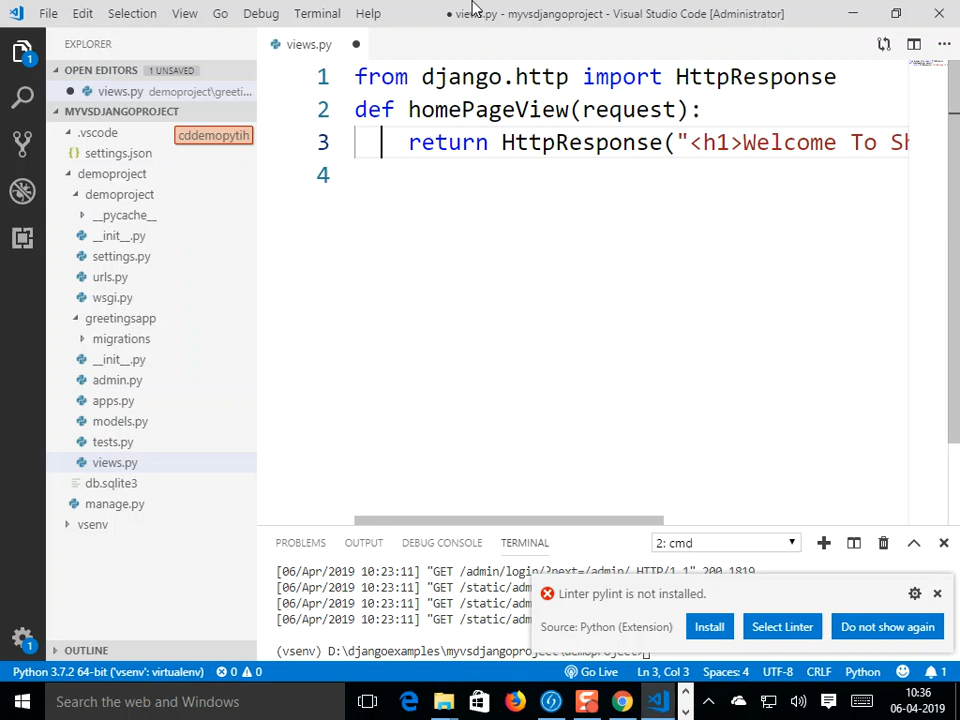 File Edit Selection View Go Debug Terminal Help ● views.py - myvsdjangoproject - Visual Studio Code [Administrator]
EXPLORER
views.py ●
OPEN EDITORS 1 UNSAVED
● views.py demoproject\greeti...
MYVSDJANGOPROJECT
.vscode
cddemopytih
{} settings.json
demoproject
demoproject
__pycache__
__init__.py
settings.py
urls.py
wsgi.py
greetingsapp
migrations
__init__.py
admin.py
apps.py
models.py
tests.py
views.py
db.sqlite3
manage.py
vsenv
OUTLINE
1 from django.http import HttpResponse
2 def homePageView(request):
3 return HttpResponse("<h1>Welcome To Sh
4
PROBLEMS OUTPUT DEBUG CONSOLE TERMINAL 2: cmd
[06/Apr/2019 10:23:11] "GET /admin/login/?next=/admin/ HTTP/1.1" 200 1819
[06/Apr/2019 10:23:11] "GET /static/adm
[06/Apr/2019 10:23:11] "GET /static/adm
[06/Apr/2019 10:23:11] "GET /static/adm
(vsenv) D:\djangoexamples\myvsdjangoproject\demoproject>
Linter pylint is not installed.
Source: Python (Extension) Install Select Linter Do not show again
1
1
Python 3.7.2 64-bit ('vsenv': virtualenv) 0 0 Go Live Ln 3, Col 3 Spaces: 4 UTF-8 CRLF Python 1
Search the web and Windows
10:36
06-04-2019